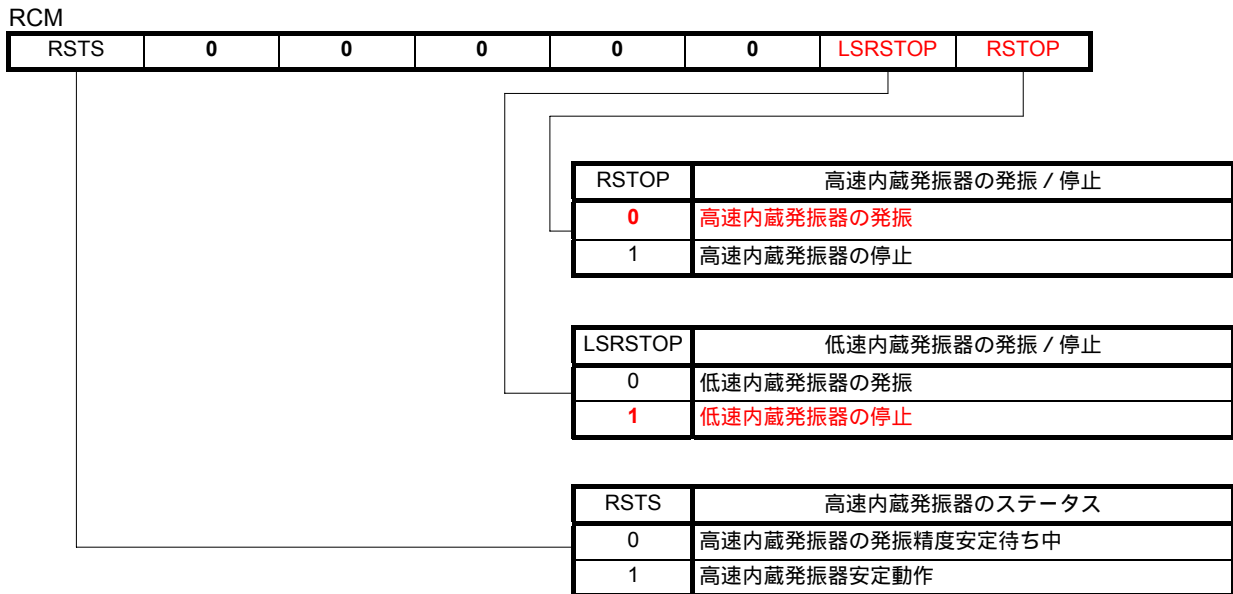 RCM
RSTS 0 0 0 0 0 LSRSTOP RSTOP
RSTOP 高速内蔵発振器の発振 / 停止
0 高速内蔵発振器の発振
1 高速内蔵発振器の停止
LSRSTOP 低速内蔵発振器の発振 / 停止
0 低速内蔵発振器の発振
1 低速内蔵発振器の停止
RSTS 高速内蔵発振器のステータス
0 高速内蔵発振器の発振精度安定待ち中
1 高速内蔵発振器安定動作